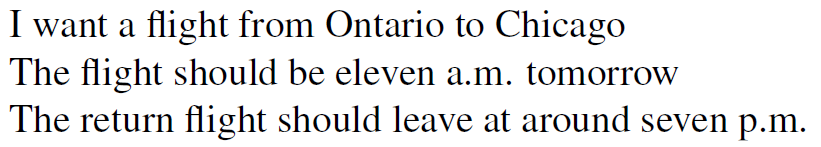 I want a flight from Ontario to Chicago
The flight should be eleven a.m. tomorrow
The return flight should leave at around seven p.m.